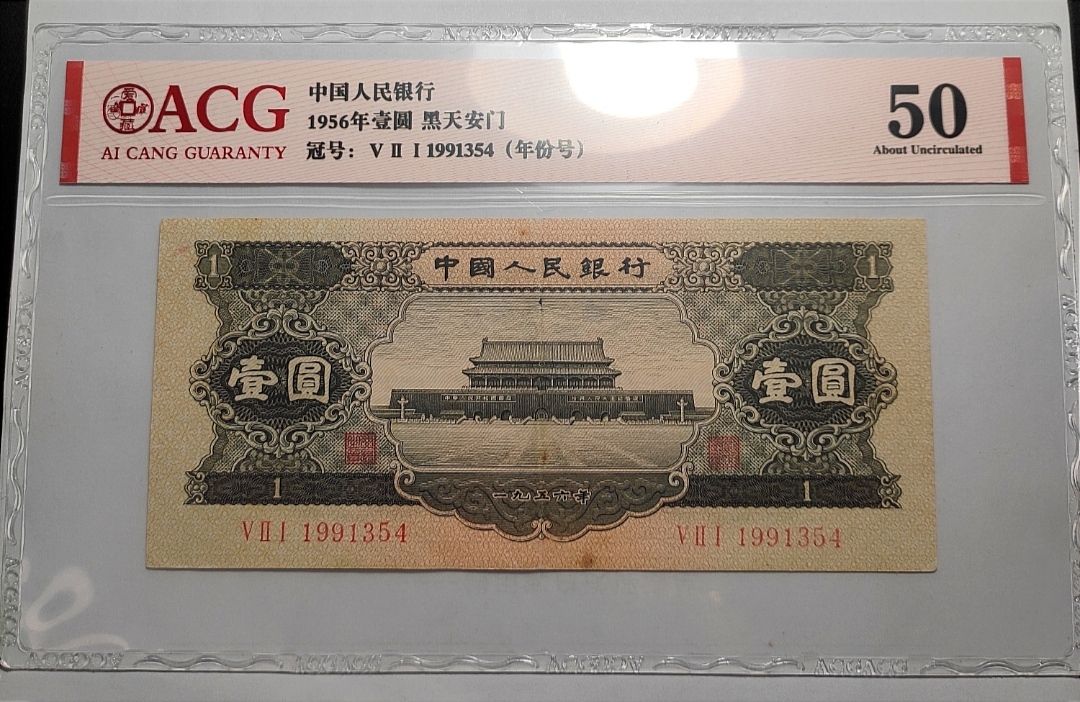 ACG
AI CANG GUARANTY
中国人民银行
1956年壹圆 黑天安门
冠号：V Ⅱ Ⅰ 1991354（年份号）
50
About Uncirculated
1
中國人民銀行
1
壹圓
壹圓
1
一九五六年
1
V Ⅱ Ⅰ 1991354
V Ⅱ Ⅰ 1991354